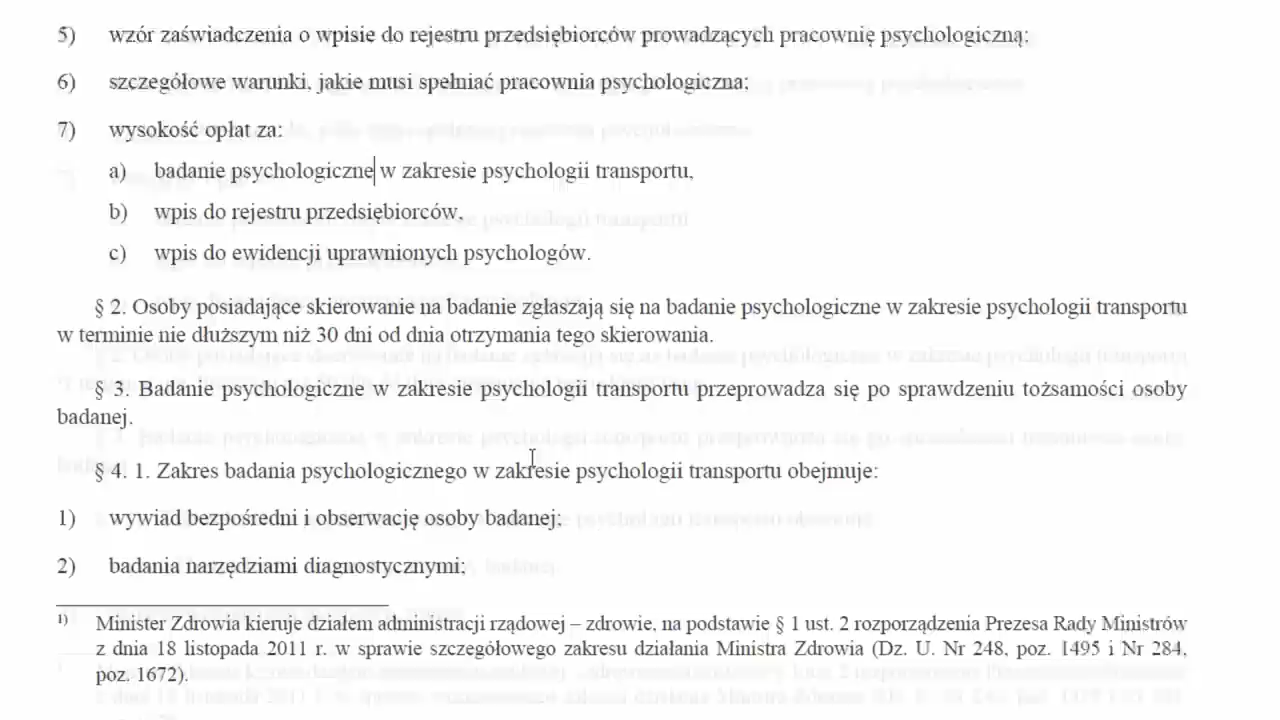 5) wzór zaświadczenia o wpisie do rejestru przedsiębiorców prowadzących pracownię psychologiczną;
6) szczegółowe warunki, jakie musi spełniać pracownia psychologiczna;
7) wysokość opłat za:
a) badanie psychologiczne w zakresie psychologii transportu,
b) wpis do rejestru przedsiębiorców,
c) wpis do ewidencji uprawnionych psychologów.
§ 2. Osoby posiadające skierowanie na badanie zgłaszają się na badanie psychologiczne w zakresie psychologii transportu
w terminie nie dłuższym niż 30 dni od dnia otrzymania tego skierowania.
§ 3. Badanie psychologiczne w zakresie psychologii transportu przeprowadza się po sprawdzeniu tożsamości osoby
badanej.
§ 4. 1. Zakres badania psychologicznego w zakresie psychologii transportu obejmuje:
1) wywiad bezpośredni i obserwację osoby badanej;
2) badania narzędziami diagnostycznymi;
1) Minister Zdrowia kieruje działem administracji rządowej – zdrowie, na podstawie § 1 ust. 2 rozporządzenia Prezesa Rady Ministrów
z dnia 18 listopada 2011 r. w sprawie szczegółowego zakresu działania Ministra Zdrowia (Dz. U. Nr 248, poz. 1495 i Nr 284,
poz. 1672).